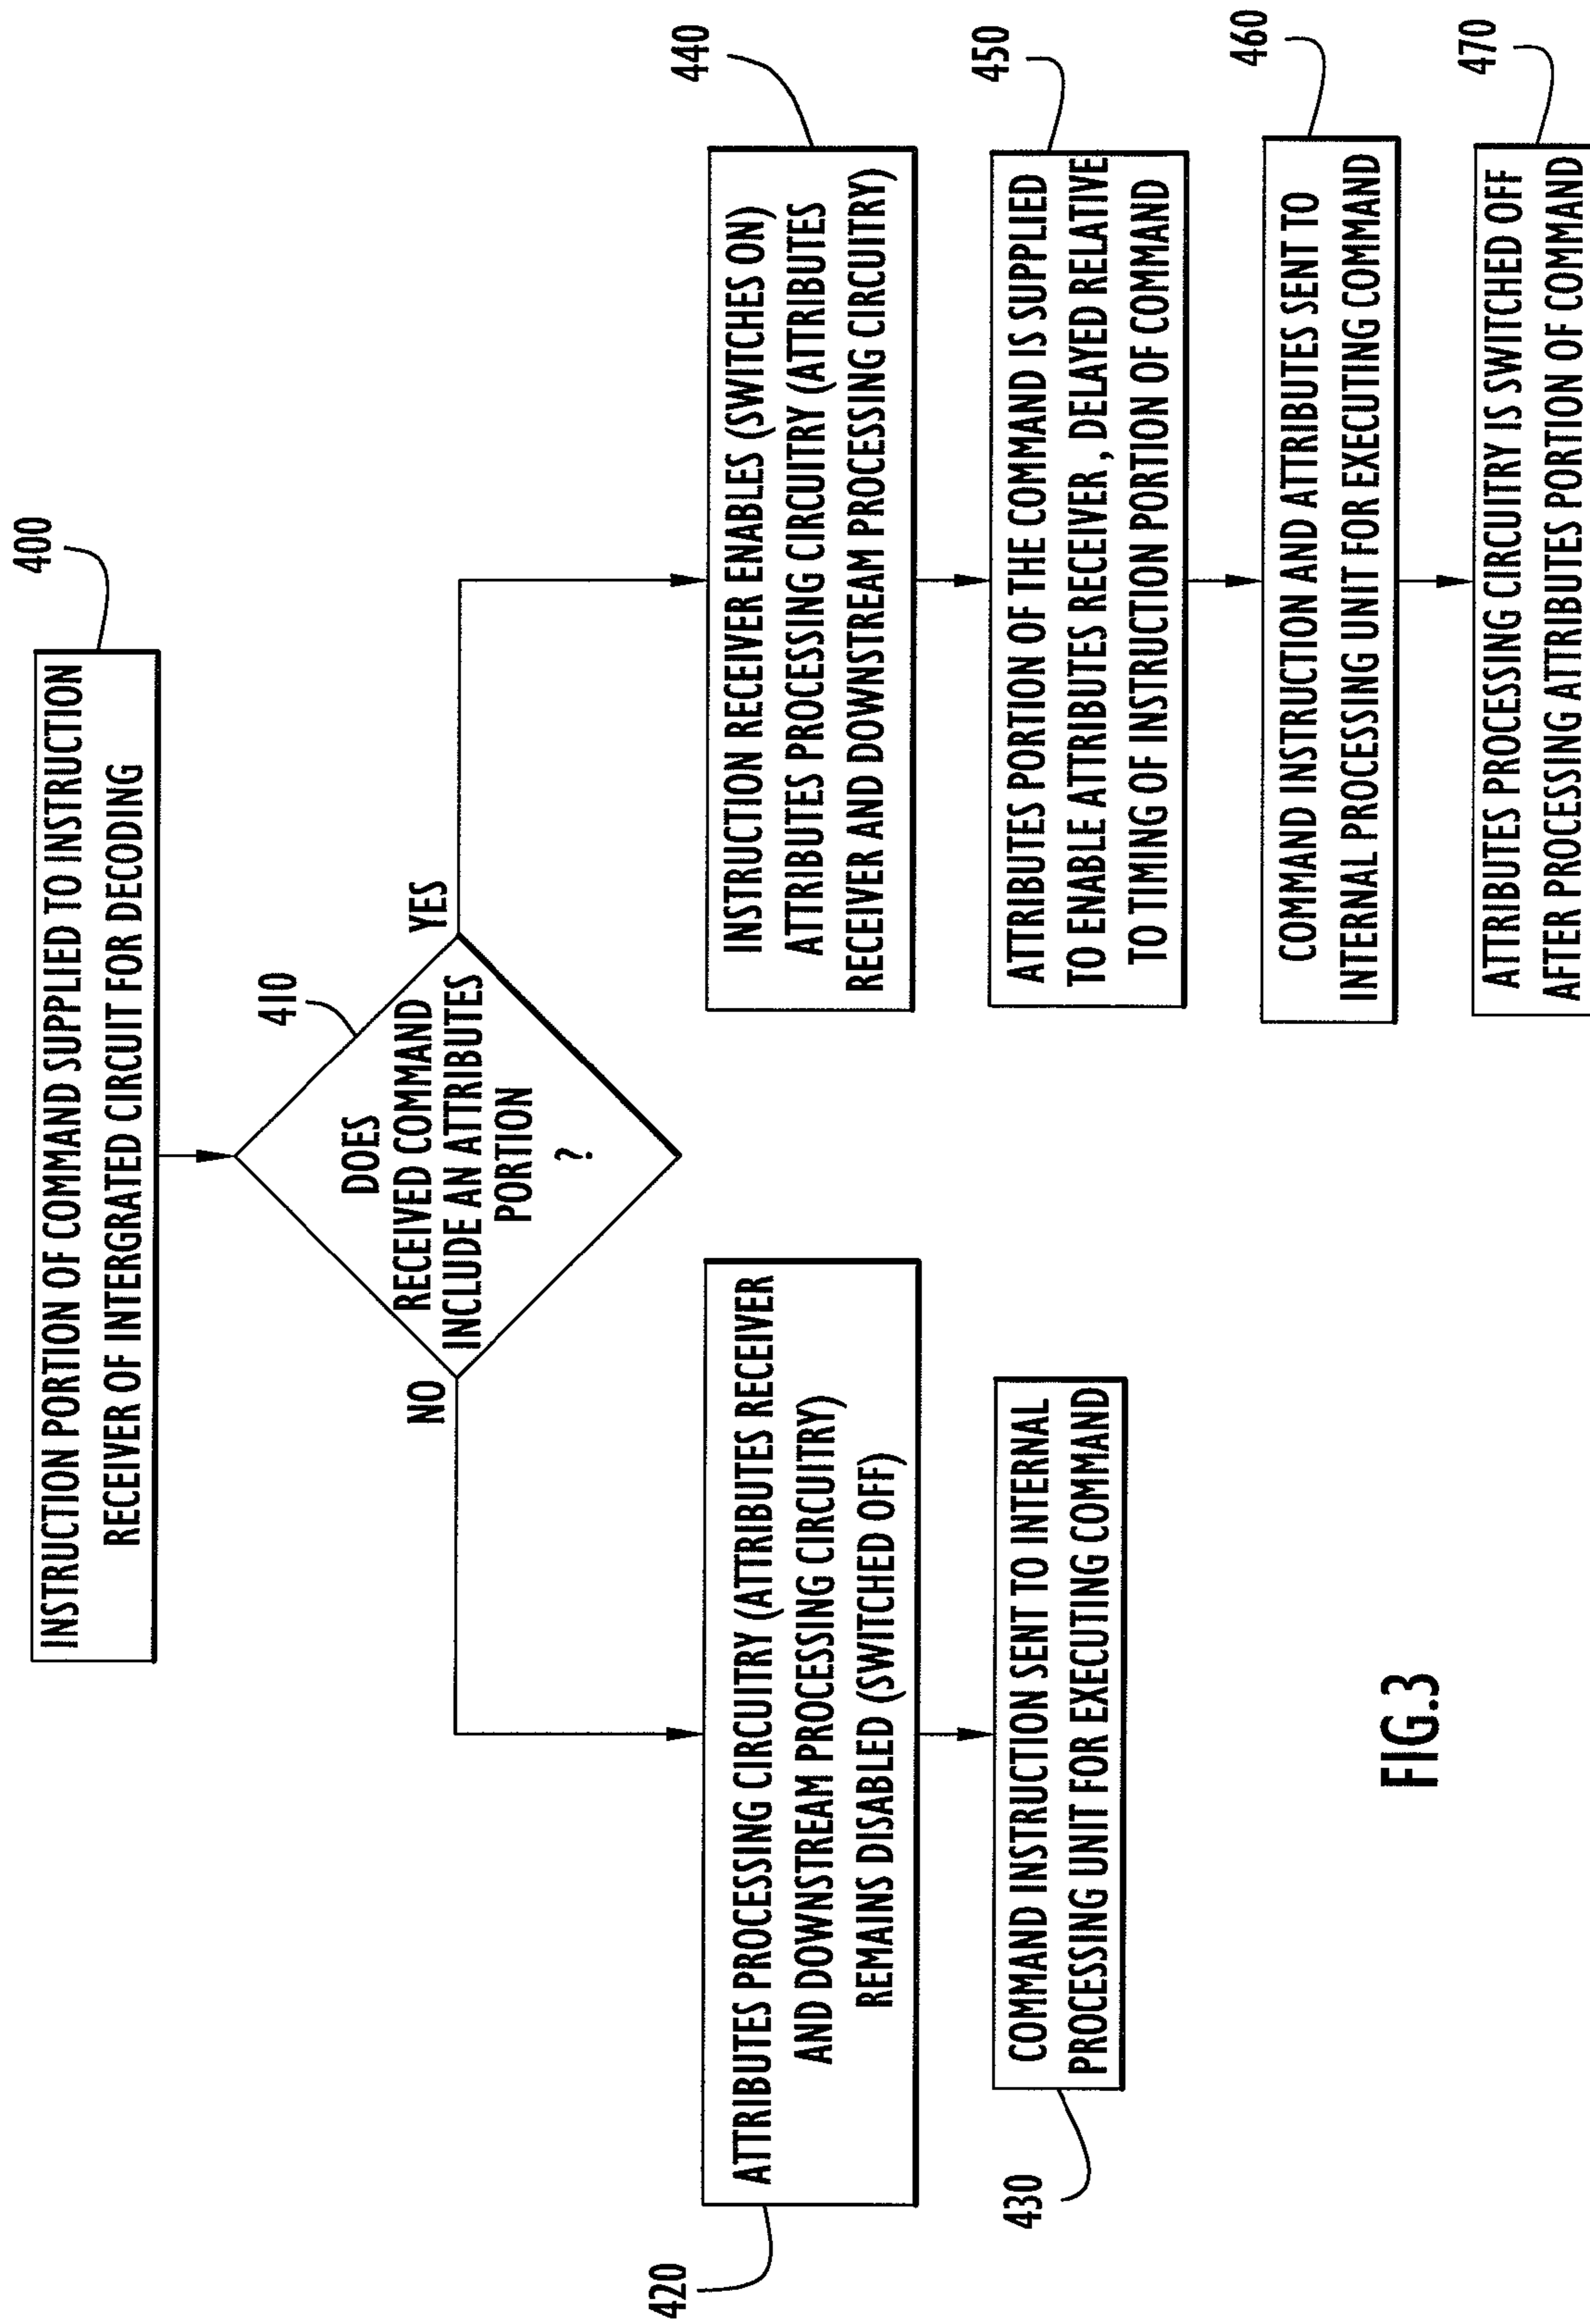 400
INSTRUCTION PORTION OF COMMAND SUPPLIED TO INSTRUCTION
RECEIVER OF INTERGRATED CIRCUIT FOR DECODING
410
DOES
RECEIVED COMMAND
INCLUDE AN ATTRIBUTES
PORTION
?
NO
YES
420
ATTRIBUTES PROCESSING CIRCUITRY (ATTRIBUTES RECEIVER
AND DOWNSTREAM PROCESSING CIRCUITRY)
REMAINS DISABLED (SWITCHED OFF)
430
COMMAND INSTRUCTION SENT TO INTERNAL
PROCESSING UNIT FOR EXECUTING COMMAND
440
INSTRUCTION RECEIVER ENABLES (SWITCHES ON)
ATTRIBUTES PROCESSING CIRCUITRY (ATTRIBUTES
RECEIVER AND DOWNSTREAM PROCESSING CIRCUITRY)
450
ATTRIBUTES PORTION OF THE COMMAND IS SUPPLIED
TO ENABLE ATTRIBUTES RECEIVER, DELAYED RELATIVE
TO TIMING OF INSTRUCTION PORTION OF COMMAND
460
COMMAND INSTRUCTION AND ATTRIBUTES SENT TO
INTERNAL PROCESSING UNIT FOR EXECUTING COMMAND
470
ATTRIBUTES PROCESSING CIRCUITRY IS SWITCHED OFF
AFTER PROCESSING ATTRIBUTES PORTION OF COMMAND
FIG.3